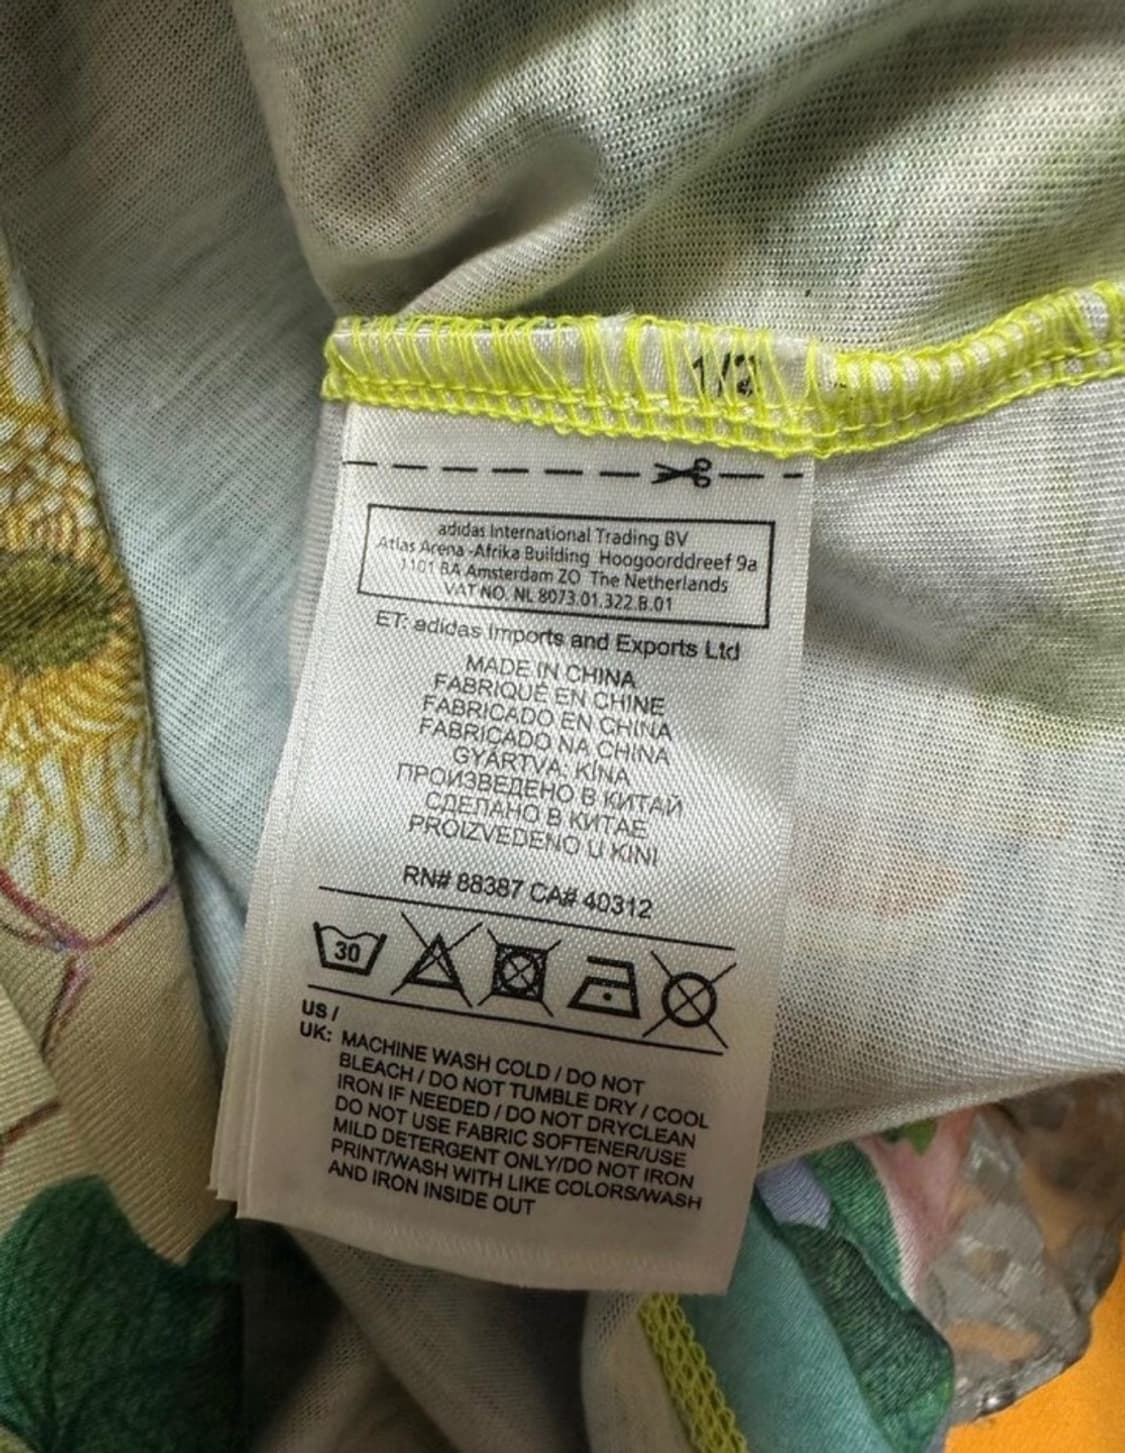 1/2
adidas International Trading BV
Atlas Arena-Afrika Building Hoogoorddreef 9a
1101 BA Amsterdam ZO The Netherlands
VAT NO. NL 8073.01.322.B.01
ET: adidas Imports and Exports Ltd
MADE IN CHINA
FABRIQUÉ EN CHINE
FABRICADO EN CHINA
FABRICADO NA CHINA
GYÁRTVA. KÍNA
ПРОИЗВЕДЕНО В КИТАЙ
СДЕЛАНО В КИТАЕ
PROIZVEDENO U KINI
RN# 88387 CA# 40312
30
US /
UK: MACHINE WASH COLD / DO NOT
BLEACH / DO NOT TUMBLE DRY / COOL
IRON IF NEEDED / DO NOT DRYCLEAN
DO NOT USE FABRIC SOFTENER/USE
MILD DETERGENT ONLY/DO NOT IRON
PRINT/WASH WITH LIKE COLORS/WASH
AND IRON INSIDE OUT